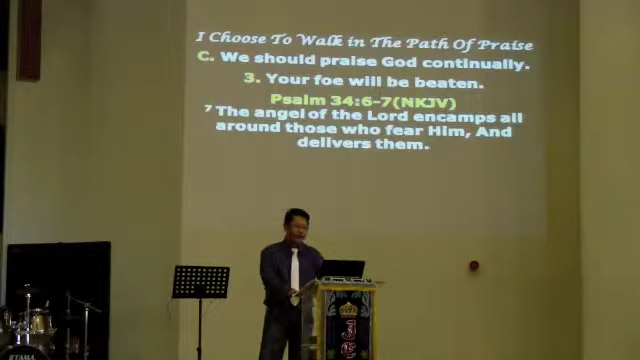 I Choose To Walk in The Path Of Praise
C. We should praise God continually.
3. Your foe will be beaten.
Psalm 34:6-7(NKJV)
7 The angel of the Lord encamps all
around those who fear Him, And
delivers them.
TAMA